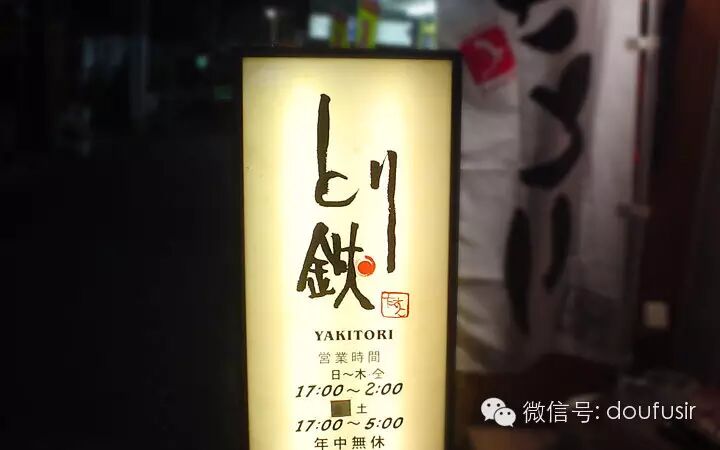 とり
鉄
YAKITORI
営業時間
日~木·全
17:00~2:00
土
17:00~5:00
年中無休
微信号: doufusir